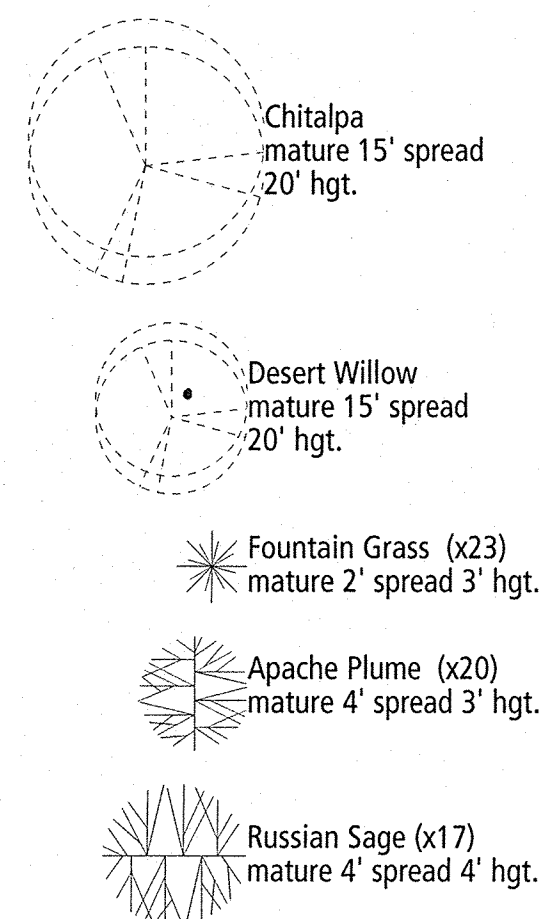 Chitalpa
mature 15' spread
20' hgt.
Desert Willow
mature 15' spread
20' hgt.
Fountain Grass  (x23)
mature 2' spread 3' hgt.
Apache Plume  (x20)
mature 4' spread 3' hgt.
Russian Sage (x17)
mature 4' spread 4' hgt.